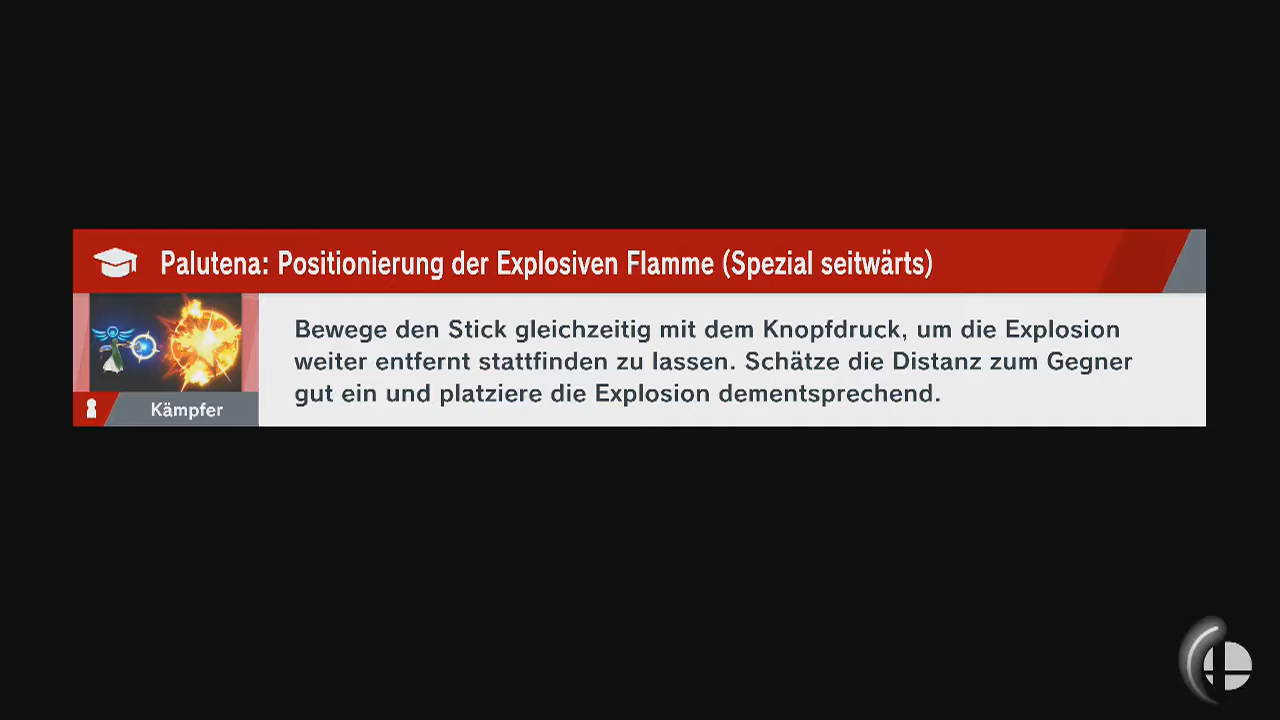 Palutena: Positionierung der Explosiven Flamme (Spezial seitwärts)
Bewege den Stick gleichzeitig mit dem Knopfdruck, um die Explosion
weiter entfernt stattfinden zu lassen. Schätze die Distanz zum Gegner
gut ein und platziere die Explosion dementsprechend.
Kämpfer